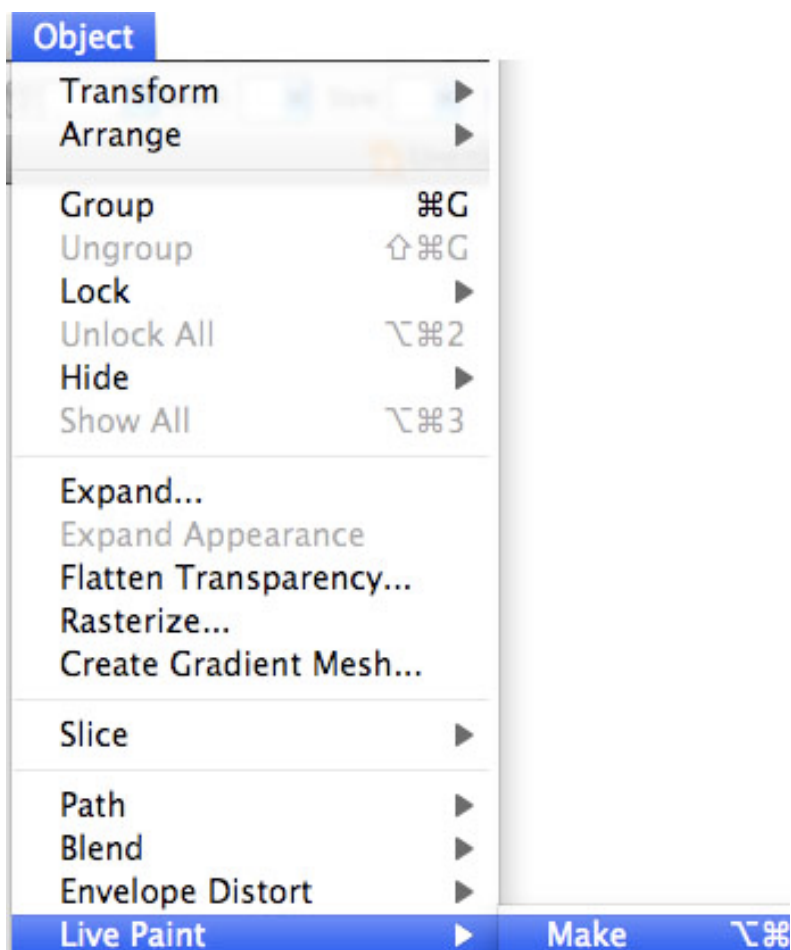 Object
Transform ▶
Arrange ▶
Group ⌘G
Ungroup ⇧⌘G
Lock ▶
Unlock All ⌥⌘2
Hide ▶
Show All ⌥⌘3
Expand...
Expand Appearance
Flatten Transparency...
Rasterize...
Create Gradient Mesh...
Slice ▶
Path ▶
Blend ▶
Envelope Distort ▶
Live Paint ▶ Make ⌥⌘